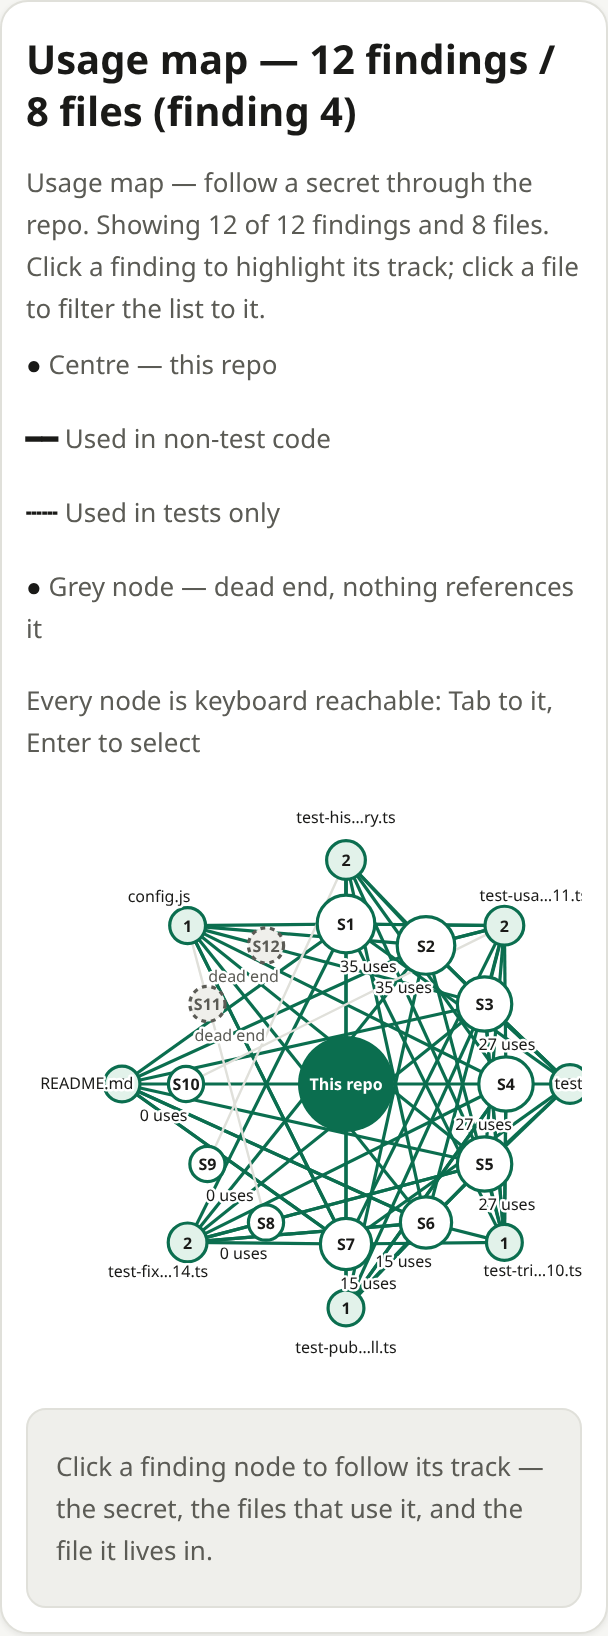 Usage map — 12 findings /
8 files (finding 4)
Usage map — follow a secret through the
repo. Showing 12 of 12 findings and 8 files.
Click a finding to highlight its track; click a file
to filter the list to it.
● Centre — this repo
Used in non-test code
Used in tests only
● Grey node — dead end, nothing references
it
Every node is keyboard reachable: Tab to it,
Enter to select
test-his...ry.ts
2
config.js
test-usa...11.ts
1
S1
2
S12
S2
dead end
35 uses
35 uses
S11
S3
dead end
27 uses
README.md
S10
This repo
S4
test
0 uses
27 uses
S9
S5
0 uses
27 uses
S8
S6
2
S7
1
0 uses
15 uses
test-fix...14.ts
test-tri...10.ts
15 uses
1
test-pub...ll.ts
Click a finding node to follow its track —
the secret, the files that use it, and the
file it lives in.